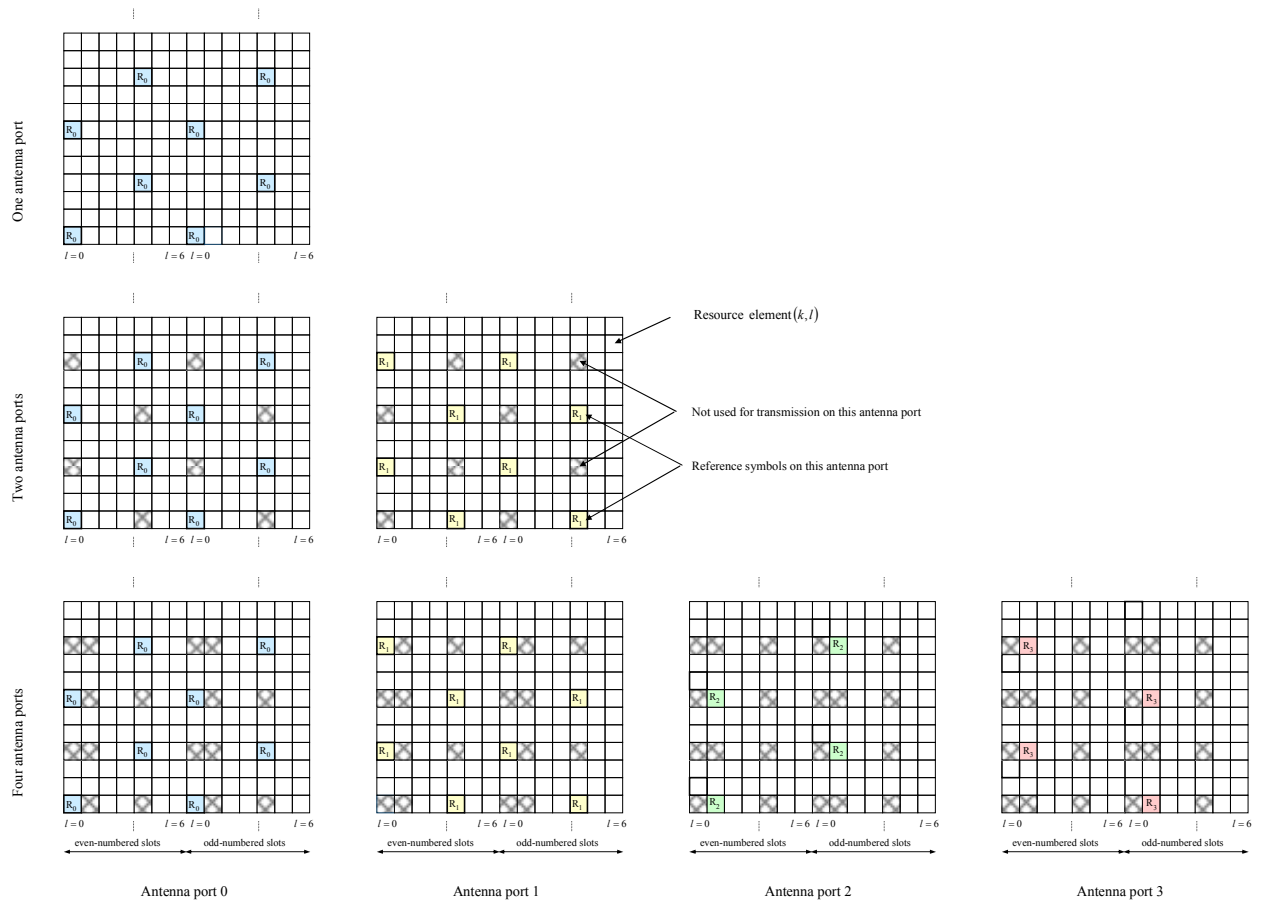 One antenna port
R0 R0
R0 R0
R0 R0
R0 R0
l = 0 l = 6 l = 0 l = 6
Two antenna ports
R0 R0
R0 R0
R0 R0
R0 R0
l = 0 l = 6 l = 0 l = 6
R1 R1
R1 R1
R1 R1
R1 R1
l = 0 l = 6 l = 0 l = 6
Resource element (k,l)
Not used for transmission on this antenna port
Reference symbols on this antenna port
Four antenna ports
R0 R0
R0 R0
R0 R0
R0 R0
l = 0 l = 6 l = 0 l = 6
even-numbered slots odd-numbered slots
Antenna port 0
R1 R1
R1 R1
R1 R1
R1 R1
l = 0 l = 6 l = 0 l = 6
even-numbered slots odd-numbered slots
Antenna port 1
R2
R2
R2
R2
l = 0 l = 6 l = 0 l = 6
even-numbered slots odd-numbered slots
Antenna port 2
R3
R3
R3
R3
l = 0 l = 6 l = 0 l = 6
even-numbered slots odd-numbered slots
Antenna port 3